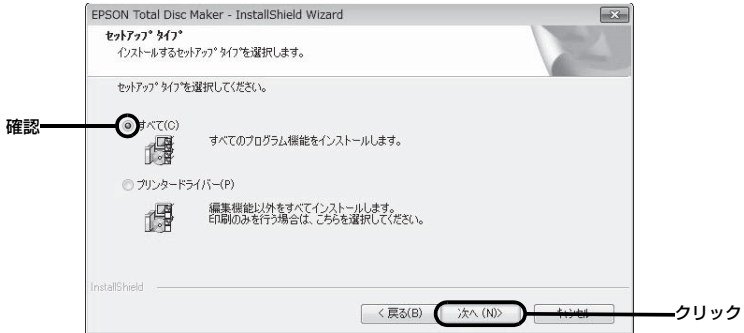 EPSON Total Disc Maker - InstallShield Wizard
セットアップ タイプ
インストールするセットアップ タイプを選択します。
セットアップ タイプを選択してください。
確認
すべて(C)
すべてのプログラム機能をインストールします。
プリンタードライバー(P)
編集機能以外をすべてインストールします。
印刷のみを行う場合は、こちらを選択してください。
InstallShield
< 戻る(B)
次へ (N)>
キャンセル
クリック